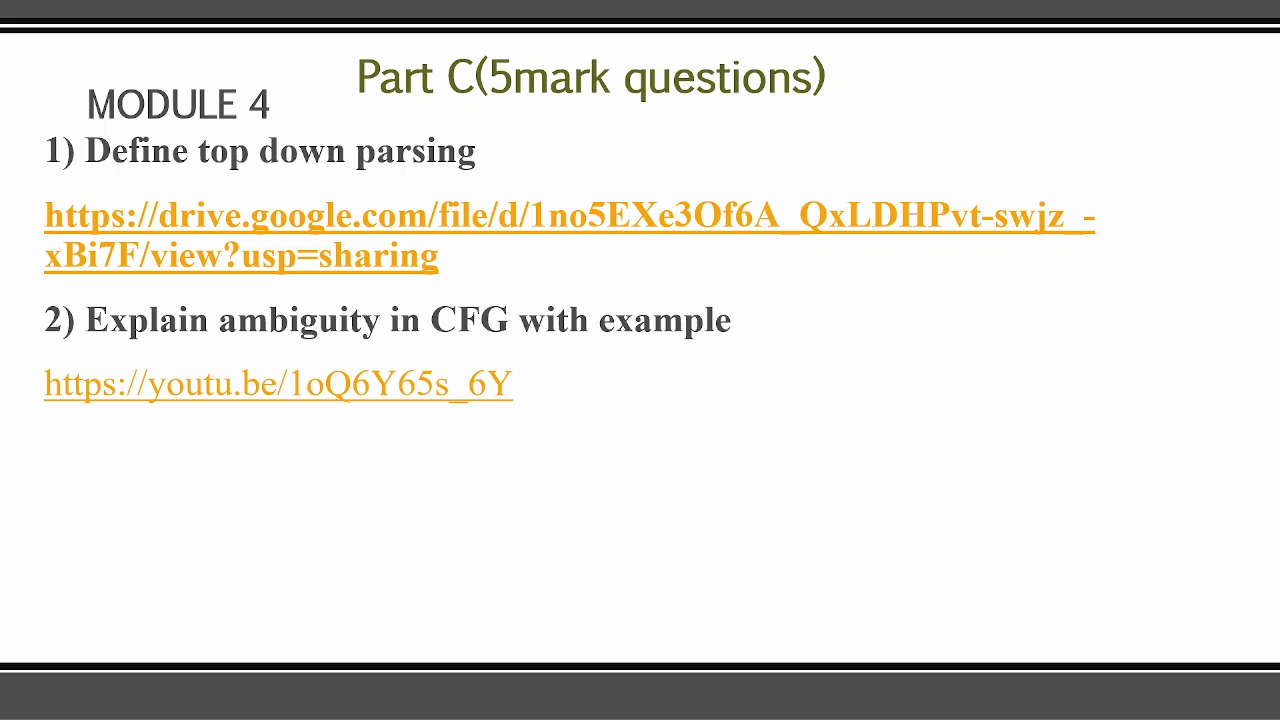 Part C(5mark questions)
MODULE 4
1) Define top down parsing
https://drive.google.com/file/d/1no5EXe3Of6A_QxLDHPvt-swjz_-
xBi7F/view?usp=sharing
2) Explain ambiguity in CFG with example
https://youtu.be/1oQ6Y65s_6Y